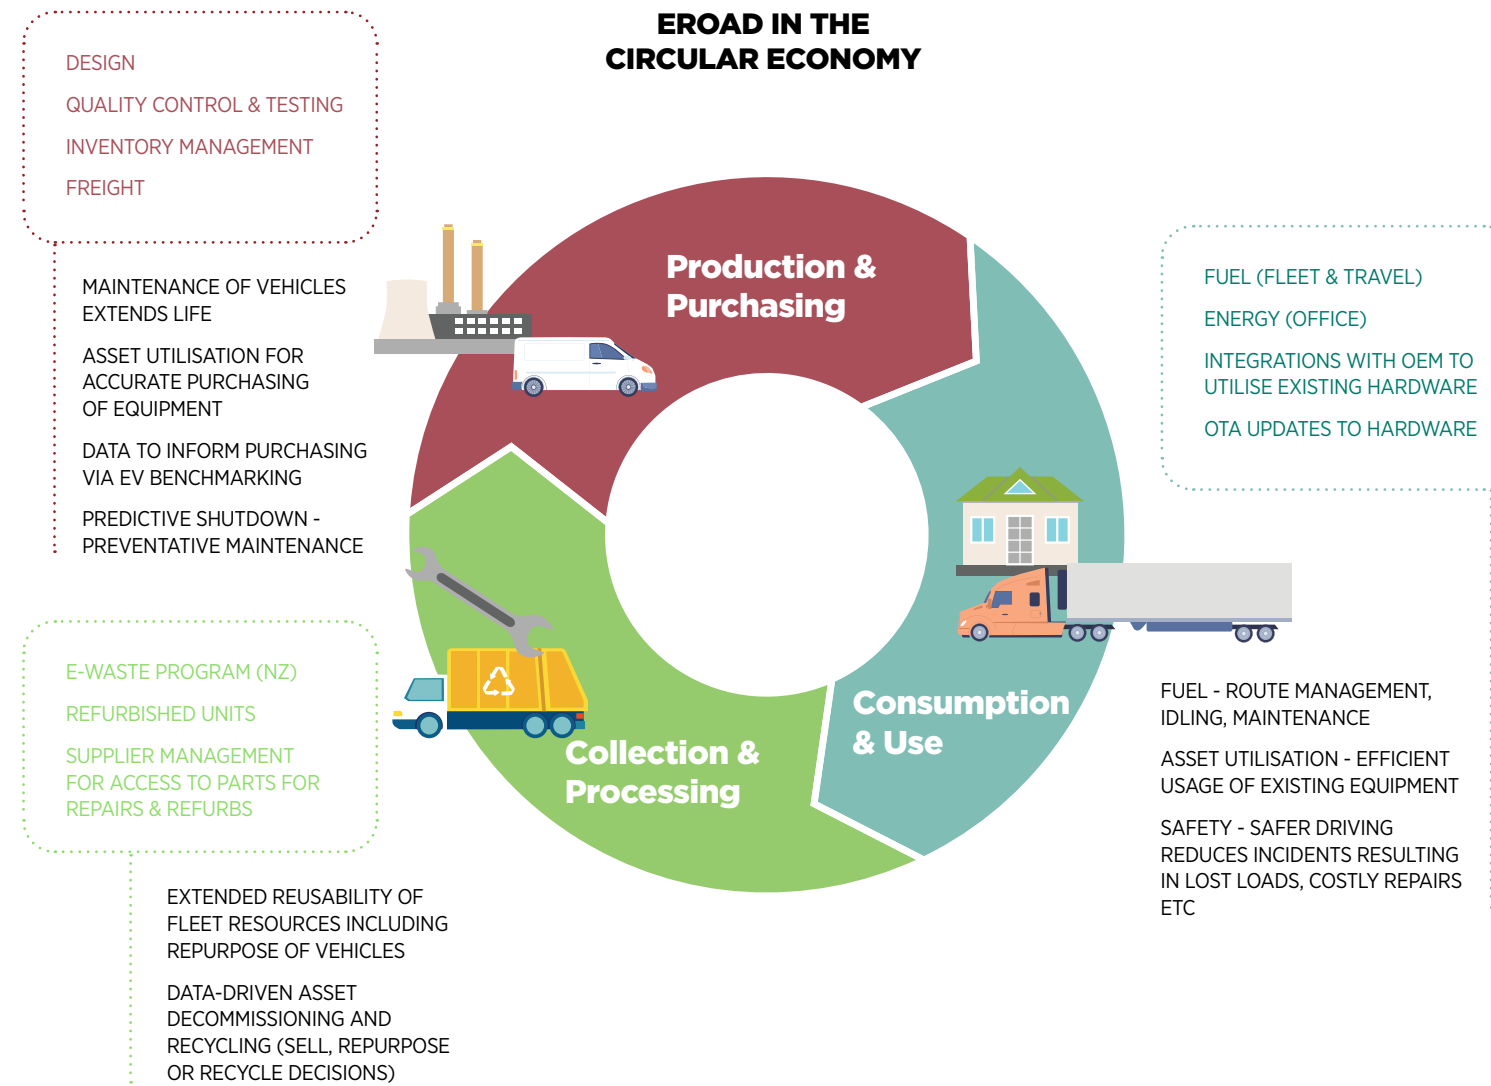 EROAD IN THE
CIRCULAR ECONOMY
DESIGN
QUALITY CONTROL & TESTING
INVENTORY MANAGEMENT
FREIGHT
MAINTENANCE OF VEHICLES
EXTENDS LIFE
ASSET UTILISATION FOR
ACCURATE PURCHASING
OF EQUIPMENT
DATA TO INFORM PURCHASING
VIA EV BENCHMARKING
PREDICTIVE SHUTDOWN -
PREVENTATIVE MAINTENANCE
Production &
Purchasing
FUEL (FLEET & TRAVEL)
ENERGY (OFFICE)
INTEGRATIONS WITH OEM TO
UTILISE EXISTING HARDWARE
OTA UPDATES TO HARDWARE
Consumption
& Use
FUEL - ROUTE MANAGEMENT,
IDLING, MAINTENANCE
ASSET UTILISATION - EFFICIENT
USAGE OF EXISTING EQUIPMENT
SAFETY - SAFER DRIVING
REDUCES INCIDENTS RESULTING
IN LOST LOADS, COSTLY REPAIRS
ETC
Collection &
Processing
E-WASTE PROGRAM (NZ)
REFURBISHED UNITS
SUPPLIER MANAGEMENT
FOR ACCESS TO PARTS FOR
REPAIRS & REFURBS
EXTENDED REUSABILITY OF
FLEET RESOURCES INCLUDING
REPURPOSE OF VEHICLES
DATA-DRIVEN ASSET
DECOMMISSIONING AND
RECYCLING (SELL, REPURPOSE
OR RECYCLE DECISIONS)